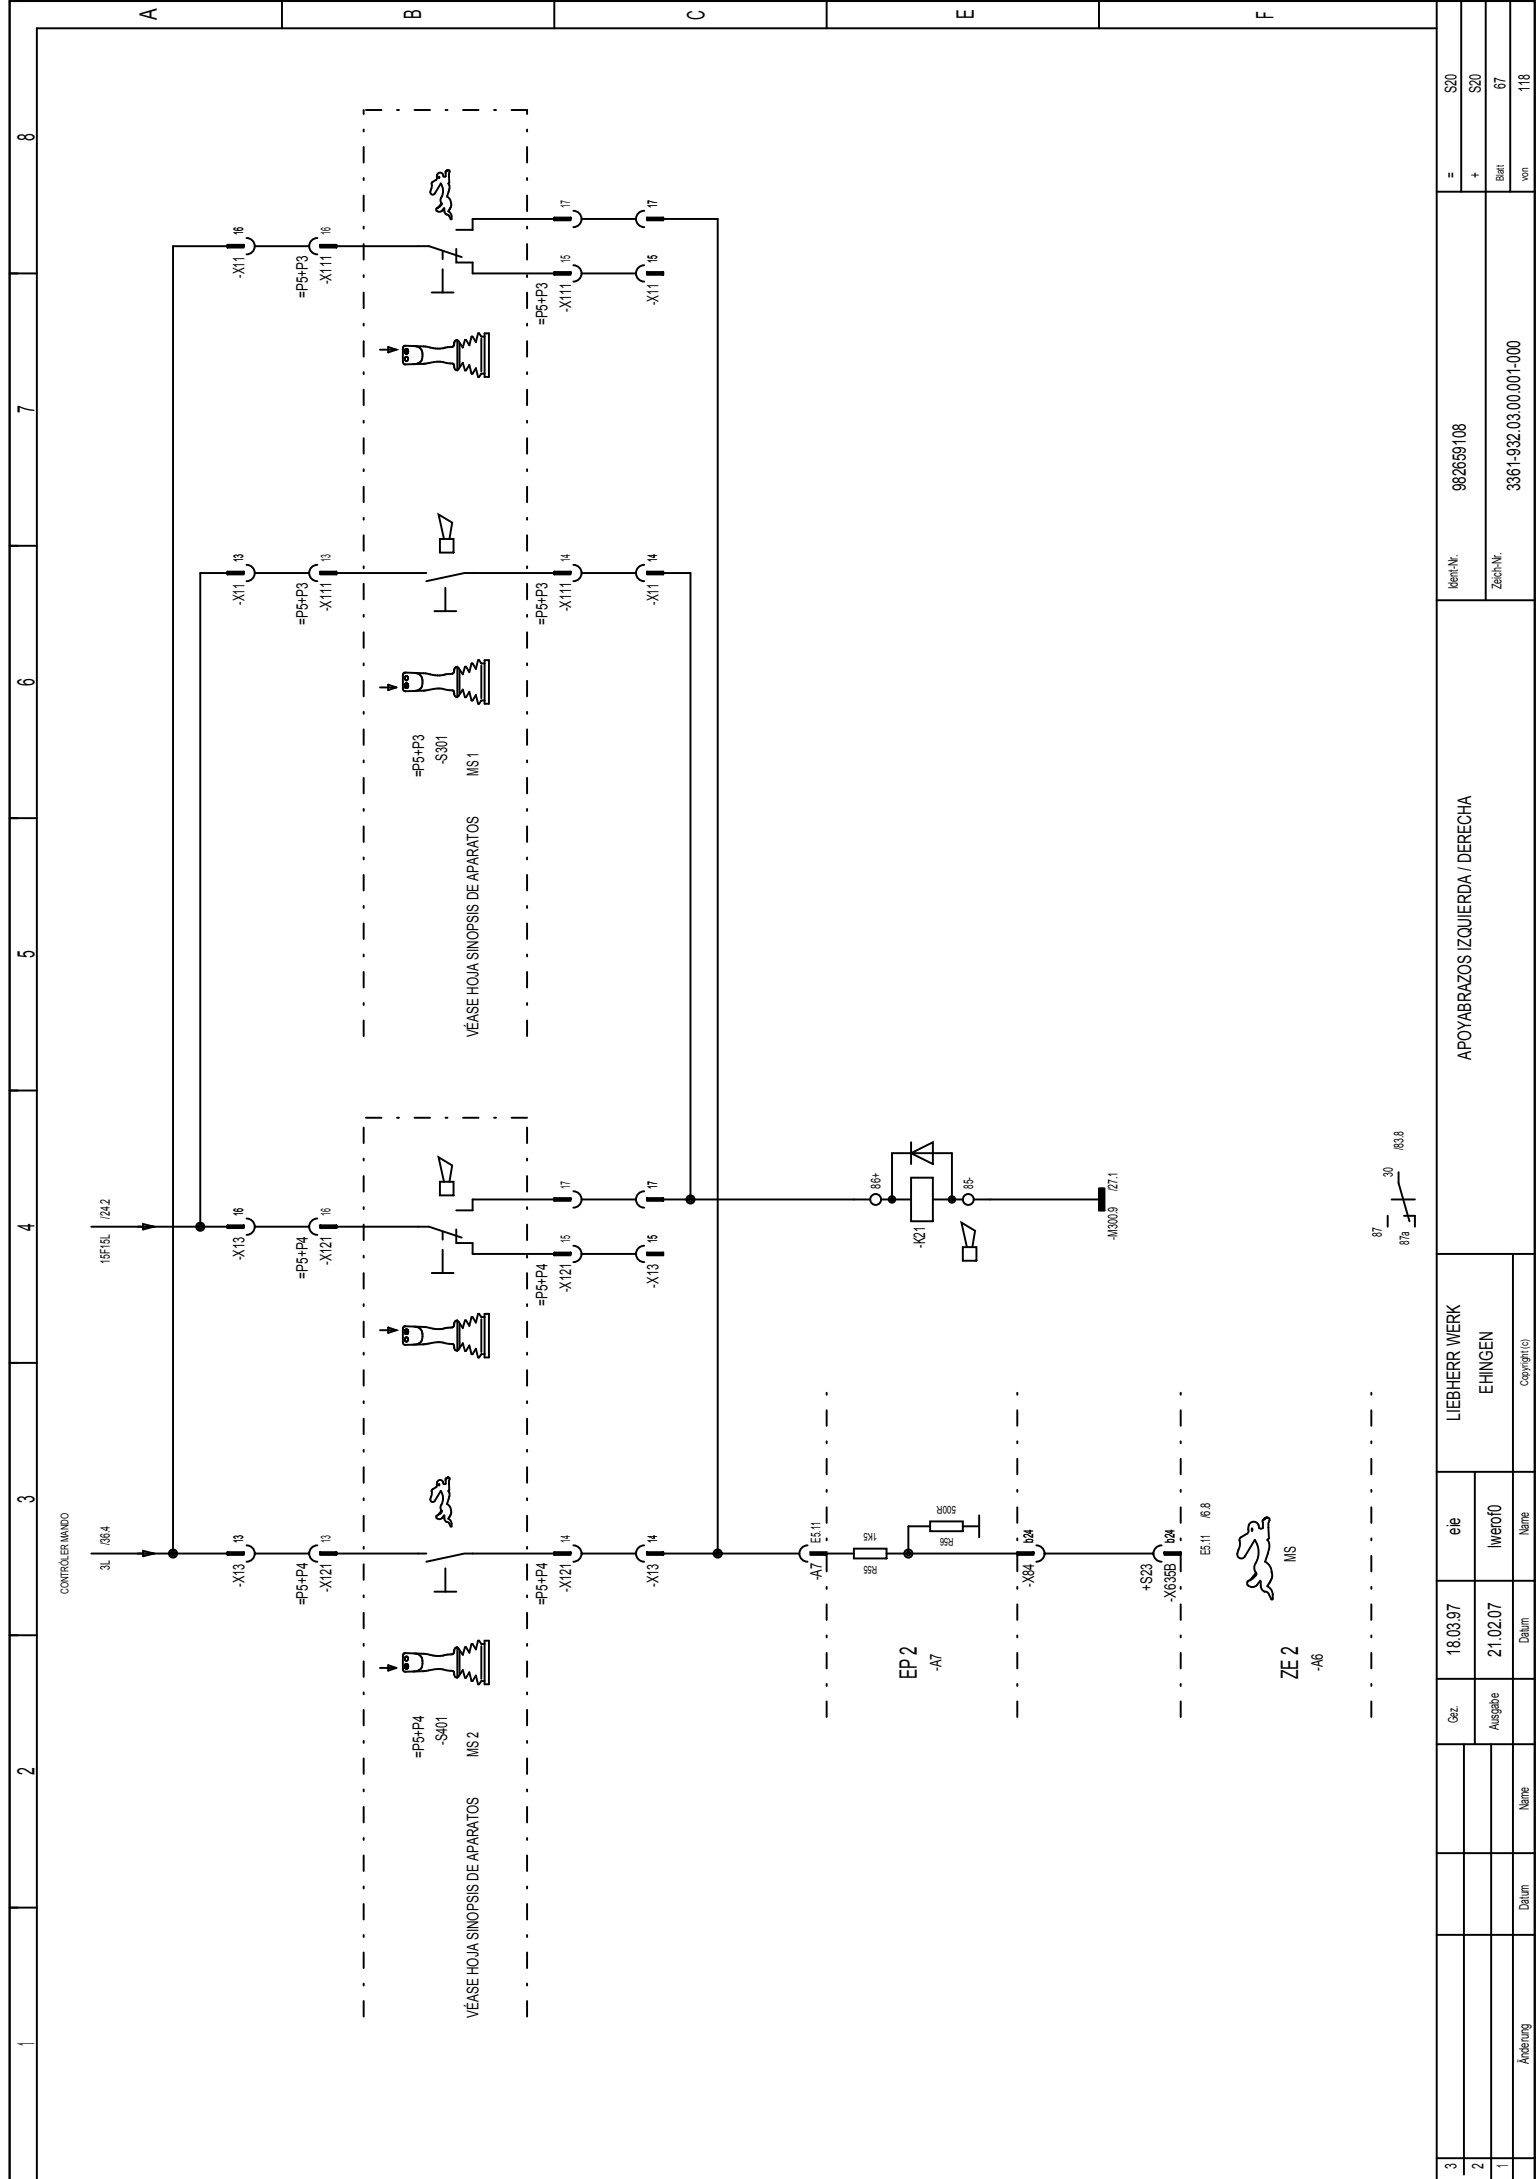 1
2
3
4
5
6
7
8
A
B
C
E
F
CONTRÓLER MANDO
3L /36.4
15F15L /24.2
-X13 13
-X13 16
-X11 13
-X11 16
=P5+P4
-X121 13
=P5+P4
-X121 16
=P5+P3
-X111 13
=P5+P3
-X111 16
=P5+P4
-S401
MS 2
VÉASE HOJA SINOPSIS DE APARATOS
=P5+P3
-S301
MS 1
VÉASE HOJA SINOPSIS DE APARATOS
=P5+P4
-X121 14
=P5+P4
-X121 15
17
=P5+P3
-X111 14
=P5+P3
-X111 15
17
-X13 14
-X13 15
17
-X11 14
-X11 15
17
-A7 E5.11
EP 2
-A7
R55 1K5
R56 500R
-X84 b24
+S23
-X635B b24
E5.11 /6.8
ZE 2
-A6
MS
86+
-K21
85-
-M300.9 /27.1
87
87a
30 /83.8
3
2
1
Änderung
Datum
Name
Gez. 18.03.97 eie
Ausgabe 21.02.07 lwerof0
Datum Name
LIEBHERR WERK
EHINGEN
Copyright (c)
APOYABRAZOS IZQUIERDA / DERECHA
Ident-Nr. 982659108
Zeich-Nr. 3361-932.03.00.001-000
= S20
+ S20
Blatt 67
von 118